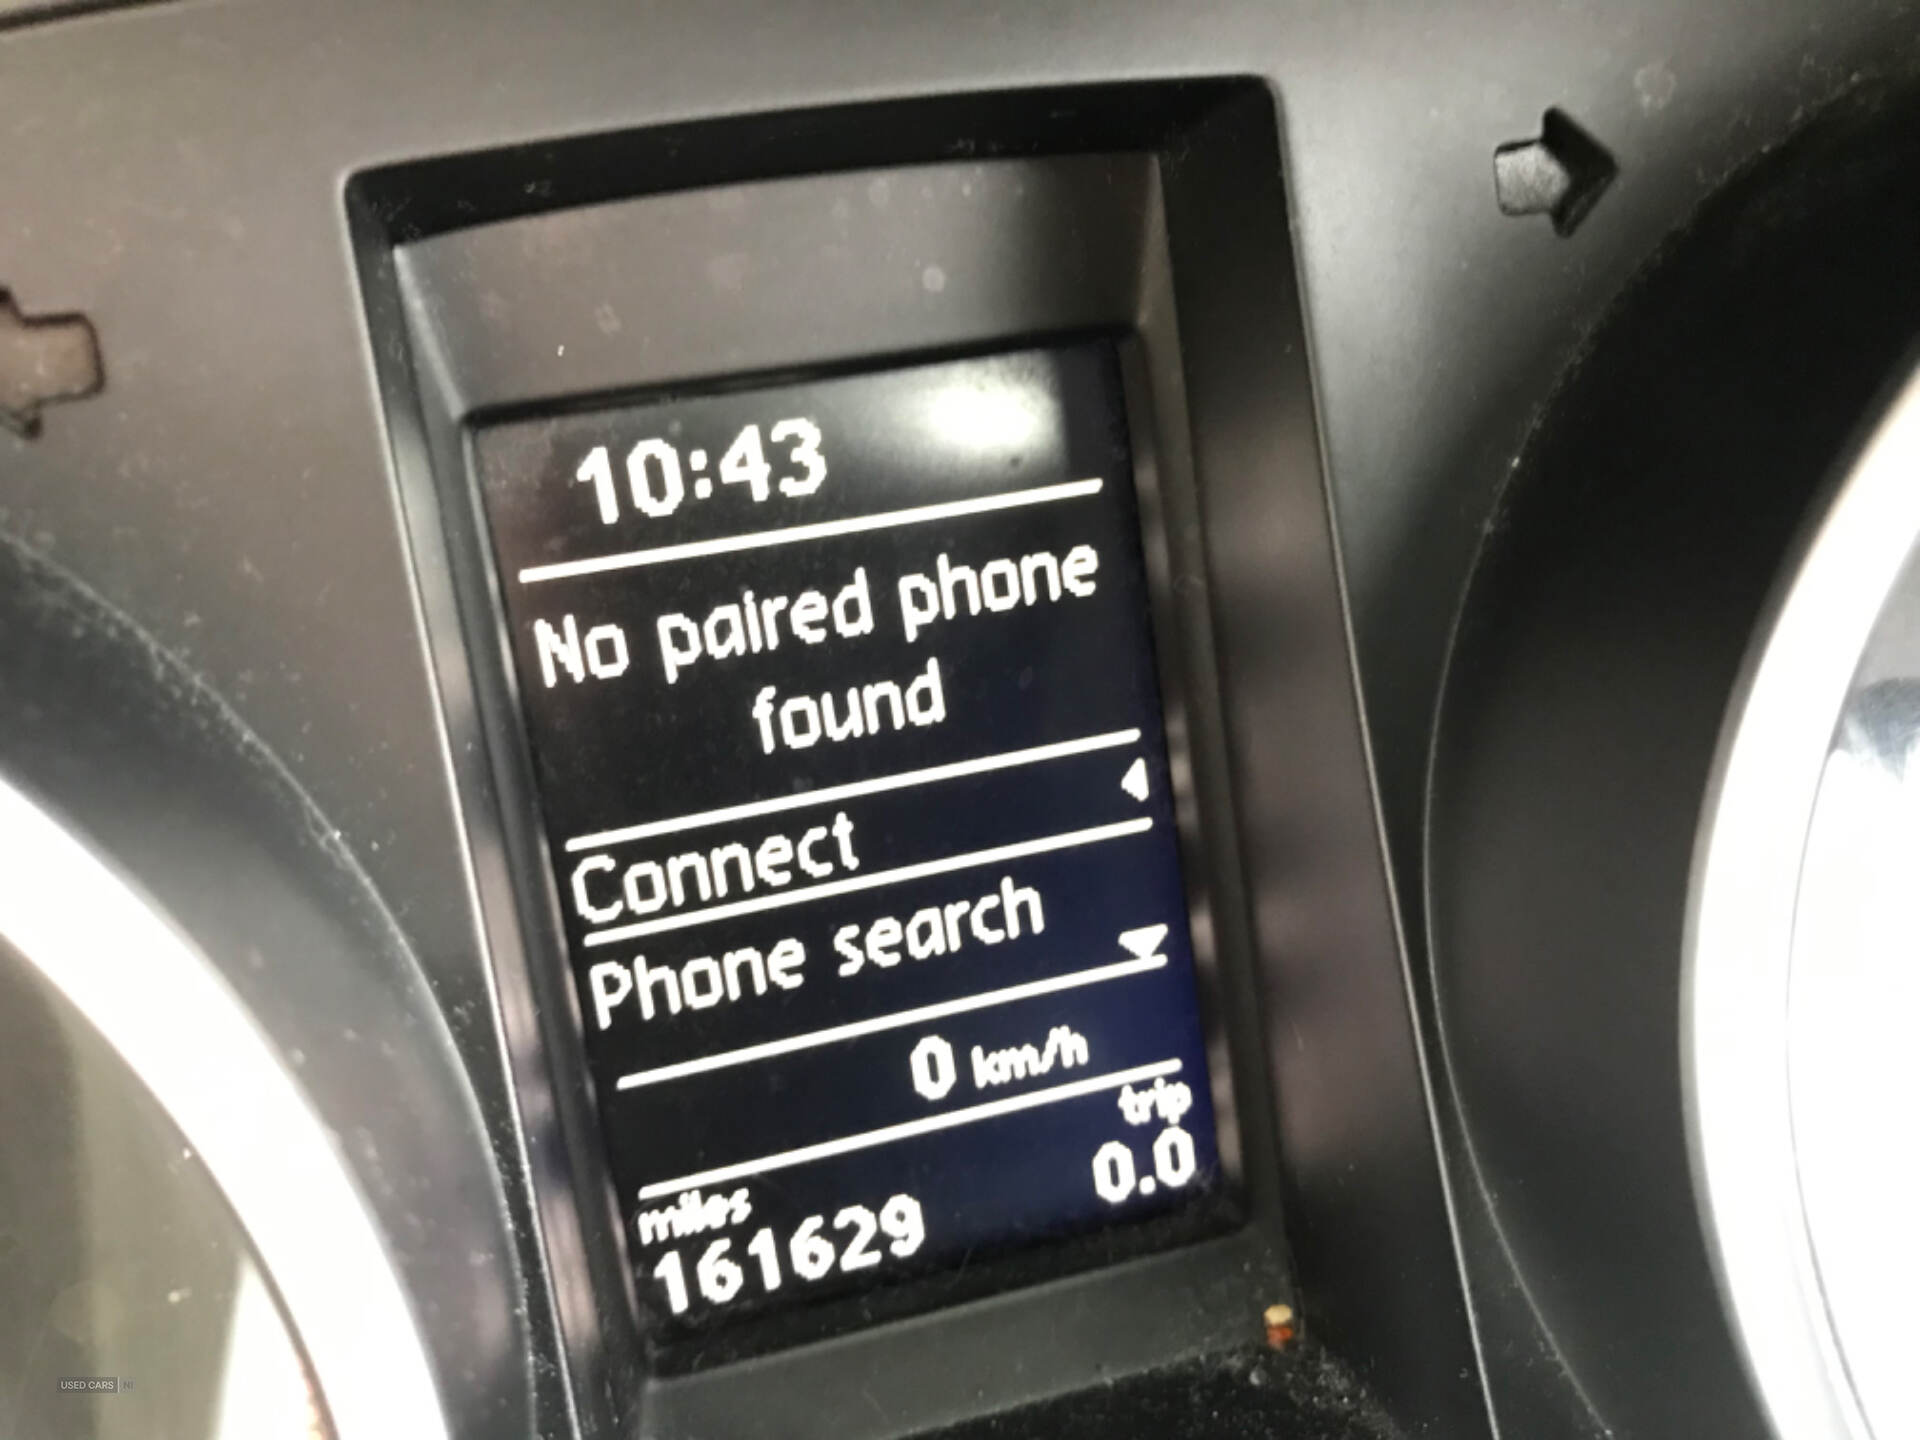 10:43
No paired phone
found
Connect
Phone search
0 km/h
trip
0.0
miles
161629
USED CARS NI